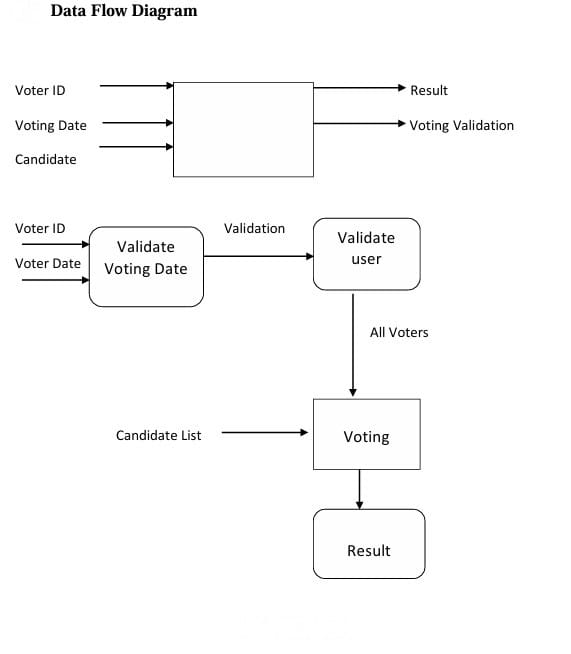 Data Flow Diagram
Voter ID
Result
Voting Date
Voting Validation
Candidate
Voter ID
Validation
Validate
user
Validate
Voting Date
Voter Date
All Voters
Candidate List
Voting
Result